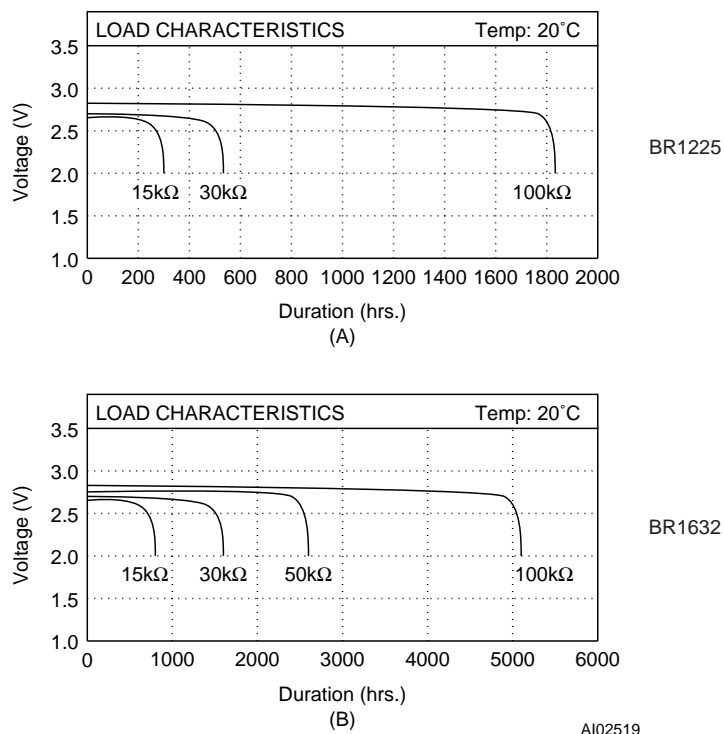 LOAD CHARACTERISTICS Temp: 20˚C
3.5
3.0
2.5
2.0
1.5
1.0
Voltage (V)
15kΩ 30kΩ 100kΩ
BR1225
0 200 400 600 800 1000 1200 1400 1600 1800 2000
Duration (hrs.)
(A)
LOAD CHARACTERISTICS Temp: 20˚C
3.5
3.0
2.5
2.0
1.5
1.0
Voltage (V)
15kΩ 30kΩ 50kΩ 100kΩ
BR1632
0 1000 2000 3000 4000 5000 6000
Duration (hrs.)
(B)
AI02519